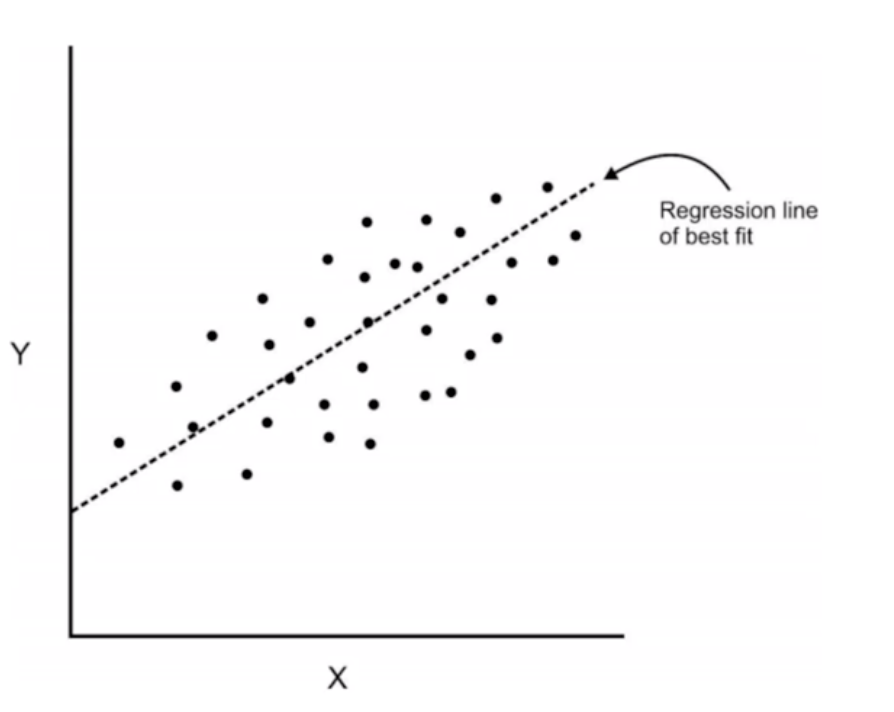 Regression line
of best fit
Y
X